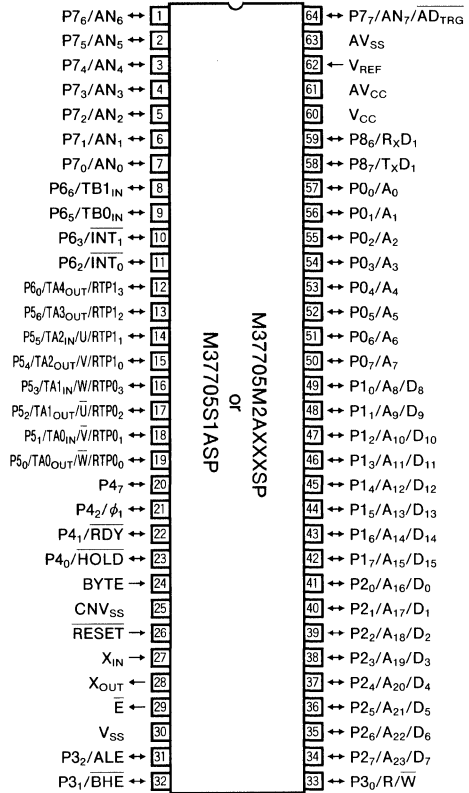 P7₆/AN₆ ↔ 1
P7₅/AN₅ ↔ 2
P7₄/AN₄ ↔ 3
P7₃/AN₃ ↔ 4
P7₂/AN₂ ↔ 5
P7₁/AN₁ ↔ 6
P7₀/AN₀ ↔ 7
P6₆/TB1IN ↔ 8
P6₅/TB0IN ↔ 9
P6₃/I̅N̅T̅₁ ↔ 10
P6₂/I̅N̅T̅₀ ↔ 11
P6₀/TA4OUT/RTP1₃ ↔ 12
P5₆/TA3OUT/RTP1₂ ↔ 13
P5₅/TA2IN/U/RTP1₁ ↔ 14
P5₄/TA2OUT/V/RTP1₀ ↔ 15
P5₃/TA1IN/W/RTP0₃ ↔ 16
P5₂/TA1OUT/U̅/RTP0₂ ↔ 17
P5₁/TA0IN/V̅/RTP0₁ ↔ 18
P5₀/TA0OUT/W̅/RTP0₀ ↔ 19
P4₇ ↔ 20
P4₂/ϕ₁ ↔ 21
P4₁/R̅D̅Y̅ ↔ 22
P4₀/H̅O̅L̅D̅ ↔ 23
BYTE → 24
CNVSS 25
R̅E̅S̅E̅T̅ → 26
XIN → 27
XOUT ← 28
E̅ ← 29
VSS 30
P3₂/ALE ↔ 31
P3₁/B̅H̅E̅ ↔ 32
M37705M2AXXXSP
or
M37705S1ASP
64 ↔ P7₇/AN₇/A̅D̅T̅R̅G̅
63 AVSS
62 ← VREF
61 AVCC
60 VCC
59 ↔ P8₆/RXD₁
58 ↔ P8₇/TXD₁
57 ↔ P0₀/A₀
56 ↔ P0₁/A₁
55 ↔ P0₂/A₂
54 ↔ P0₃/A₃
53 ↔ P0₄/A₄
52 ↔ P0₅/A₅
51 ↔ P0₆/A₆
50 ↔ P0₇/A₇
49 ↔ P1₀/A₈/D₈
48 ↔ P1₁/A₉/D₉
47 ↔ P1₂/A₁₀/D₁₀
46 ↔ P1₃/A₁₁/D₁₁
45 ↔ P1₄/A₁₂/D₁₂
44 ↔ P1₅/A₁₃/D₁₃
43 ↔ P1₆/A₁₄/D₁₄
42 ↔ P1₇/A₁₅/D₁₅
41 ↔ P2₀/A₁₆/D₀
40 ↔ P2₁/A₁₇/D₁
39 ↔ P2₂/A₁₈/D₂
38 ↔ P2₃/A₁₉/D₃
37 ↔ P2₄/A₂₀/D₄
36 ↔ P2₅/A₂₁/D₅
35 ↔ P2₆/A₂₂/D₆
34 ↔ P2₇/A₂₃/D₇
33 ↔ P3₀/R/W̅